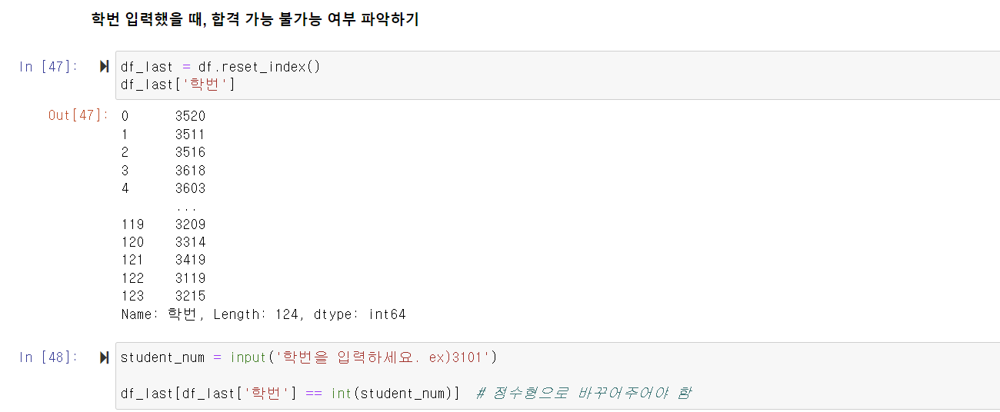 학번 입력했을 때, 합격 가능 불가능 여부 파악하기
In [47]: df_last = df.reset_index()
df_last['학번']
Out[47]: 0 3520
1 3511
2 3516
3 3618
4 3603
...
119 3209
120 3314
121 3419
122 3119
123 3215
Name: 학번, Length: 124, dtype: int64
In [48]: student_num = input('학번을 입력하세요. ex)3101')
df_last[df_last['학번'] == int(student_num)] # 정수형으로 바꾸어주어야 함